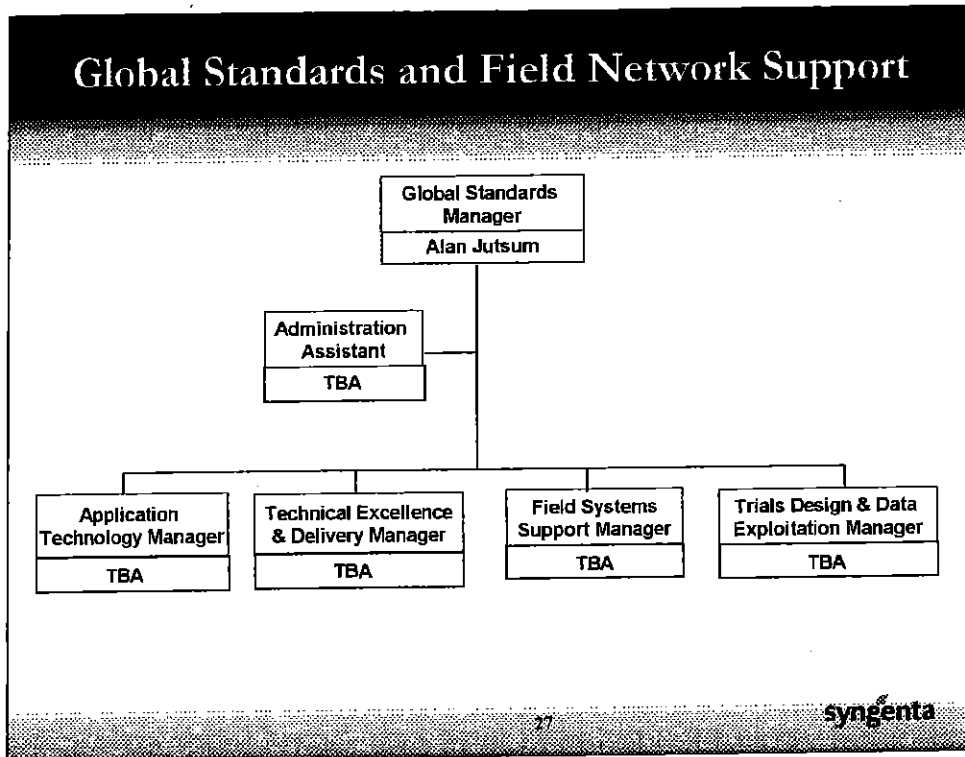 Global Standards and Field Network Support
Global Standards
Manager
Alan Jutsum
Administration
Assistant
TBA
Application
Technology Manager
TBA
Technical Excellence
& Delivery Manager
TBA
Field Systems
Support Manager
TBA
Trials Design & Data
Exploitation Manager
TBA
27
syngenta